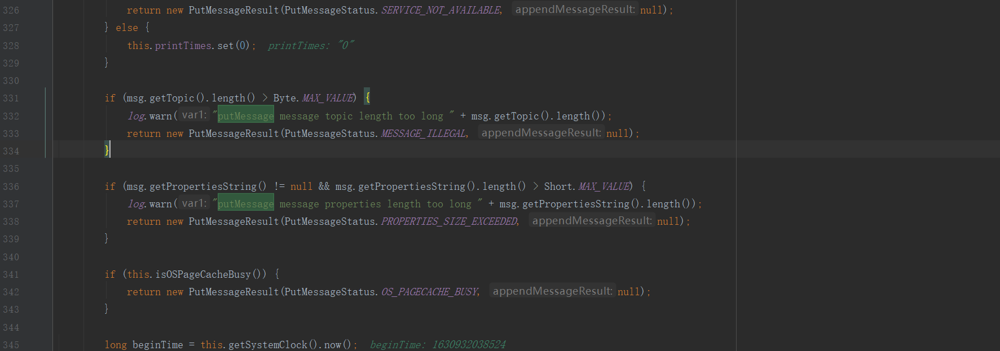 326 return new PutMessageResult(PutMessageStatus.SERVICE_NOT_AVAILABLE, appendMessageResult: null);
327 } else {
328 this.printTimes.set(0); printTimes: "0"
329 }
330
331 if (msg.getTopic().length() > Byte.MAX_VALUE) {
332 log.warn( var1: "putMessage message topic length too long " + msg.getTopic().length());
333 return new PutMessageResult(PutMessageStatus.MESSAGE_ILLEGAL, appendMessageResult: null);
334 }
335
336 if (msg.getPropertiesString() != null && msg.getPropertiesString().length() > Short.MAX_VALUE) {
337 log.warn( var1: "putMessage message properties length too long " + msg.getPropertiesString().length());
338 return new PutMessageResult(PutMessageStatus.PROPERTIES_SIZE_EXCEEDED, appendMessageResult: null);
339 }
340
341 if (this.isOSPageCacheBusy()) {
342 return new PutMessageResult(PutMessageStatus.OS_PAGECACHE_BUSY, appendMessageResult: null);
343 }
344
345 long beginTime = this.getSystemClock().now(); beginTime: 1630932038524